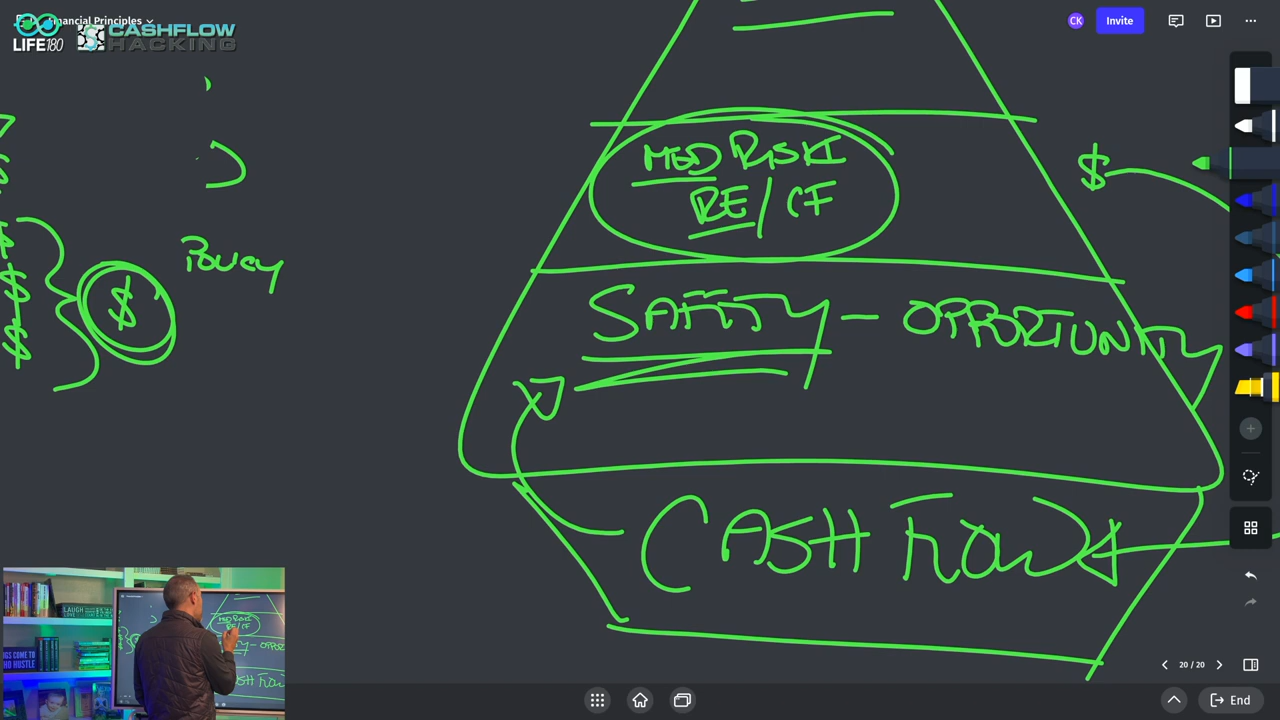 Financial Principles
LIFE180
CASHFLOW
HACKING
CK
Invite
MED RISK
RE/CF
$
POLICY
$
$
$
$
SAFETY - OPPORTUNITY
CASH FLOW
LAUGH
20 / 20
End